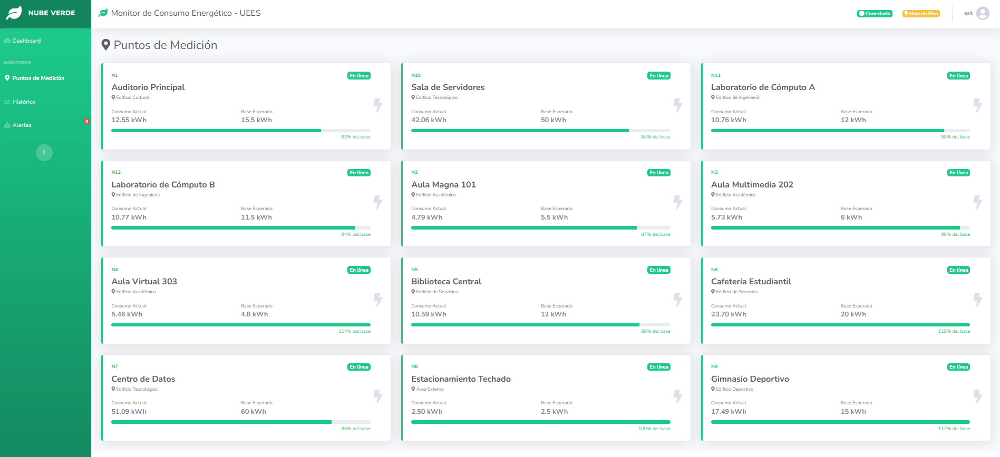 NUBE VERDE
Dashboard
MONITOREO
Puntos de Medición
Histórico
Alertas
0
Monitor de Consumo Energético - UEES
Conectado
Horario Pico
esit
Puntos de Medición
N1
En línea
Auditorio Principal
Edificio Cultural
Consumo Actual
Base Esperado
12.55 kWh
15.5 kWh
81% del base
N10
En línea
Sala de Servidores
Edificio Tecnológico
Consumo Actual
Base Esperado
42.06 kWh
50 kWh
84% del base
N11
En línea
Laboratorio de Cómputo A
Edificio de Ingeniería
Consumo Actual
Base Esperado
10.76 kWh
12 kWh
90% del base
N12
En línea
Laboratorio de Cómputo B
Edificio de Ingeniería
Consumo Actual
Base Esperado
10.77 kWh
11.5 kWh
94% del base
N2
En línea
Aula Magna 101
Edificio Académico
Consumo Actual
Base Esperado
4.79 kWh
5.5 kWh
87% del base
N3
En línea
Aula Multimedia 202
Edificio Académico
Consumo Actual
Base Esperado
5.73 kWh
6 kWh
96% del base
N4
En línea
Aula Virtual 303
Edificio Académico
Consumo Actual
Base Esperado
5.46 kWh
4.8 kWh
114% del base
N5
En línea
Biblioteca Central
Edificio de Servicios
Consumo Actual
Base Esperado
10.59 kWh
12 kWh
88% del base
N6
En línea
Cafetería Estudiantil
Edificio de Servicios
Consumo Actual
Base Esperado
23.70 kWh
20 kWh
119% del base
N7
En línea
Centro de Datos
Edificio Tecnológico
Consumo Actual
Base Esperado
51.09 kWh
60 kWh
85% del base
N8
En línea
Estacionamiento Techado
Área Externa
Consumo Actual
Base Esperado
2.50 kWh
2.5 kWh
100% del base
N9
En línea
Gimnasio Deportivo
Edificio Deportivo
Consumo Actual
Base Esperado
17.49 kWh
15 kWh
117% del base